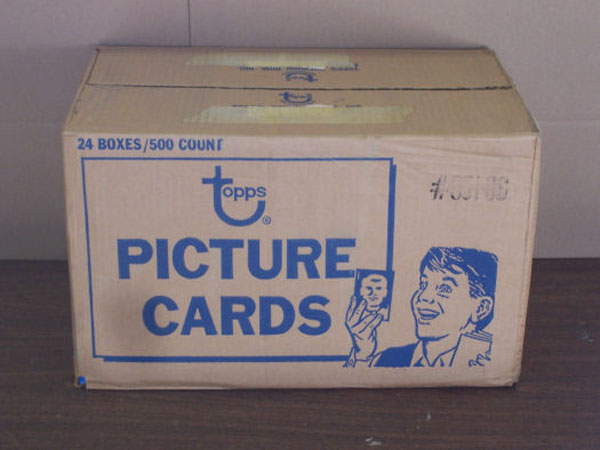 24 BOXES/500 COUNT
topps
®
PICTURE
CARDS